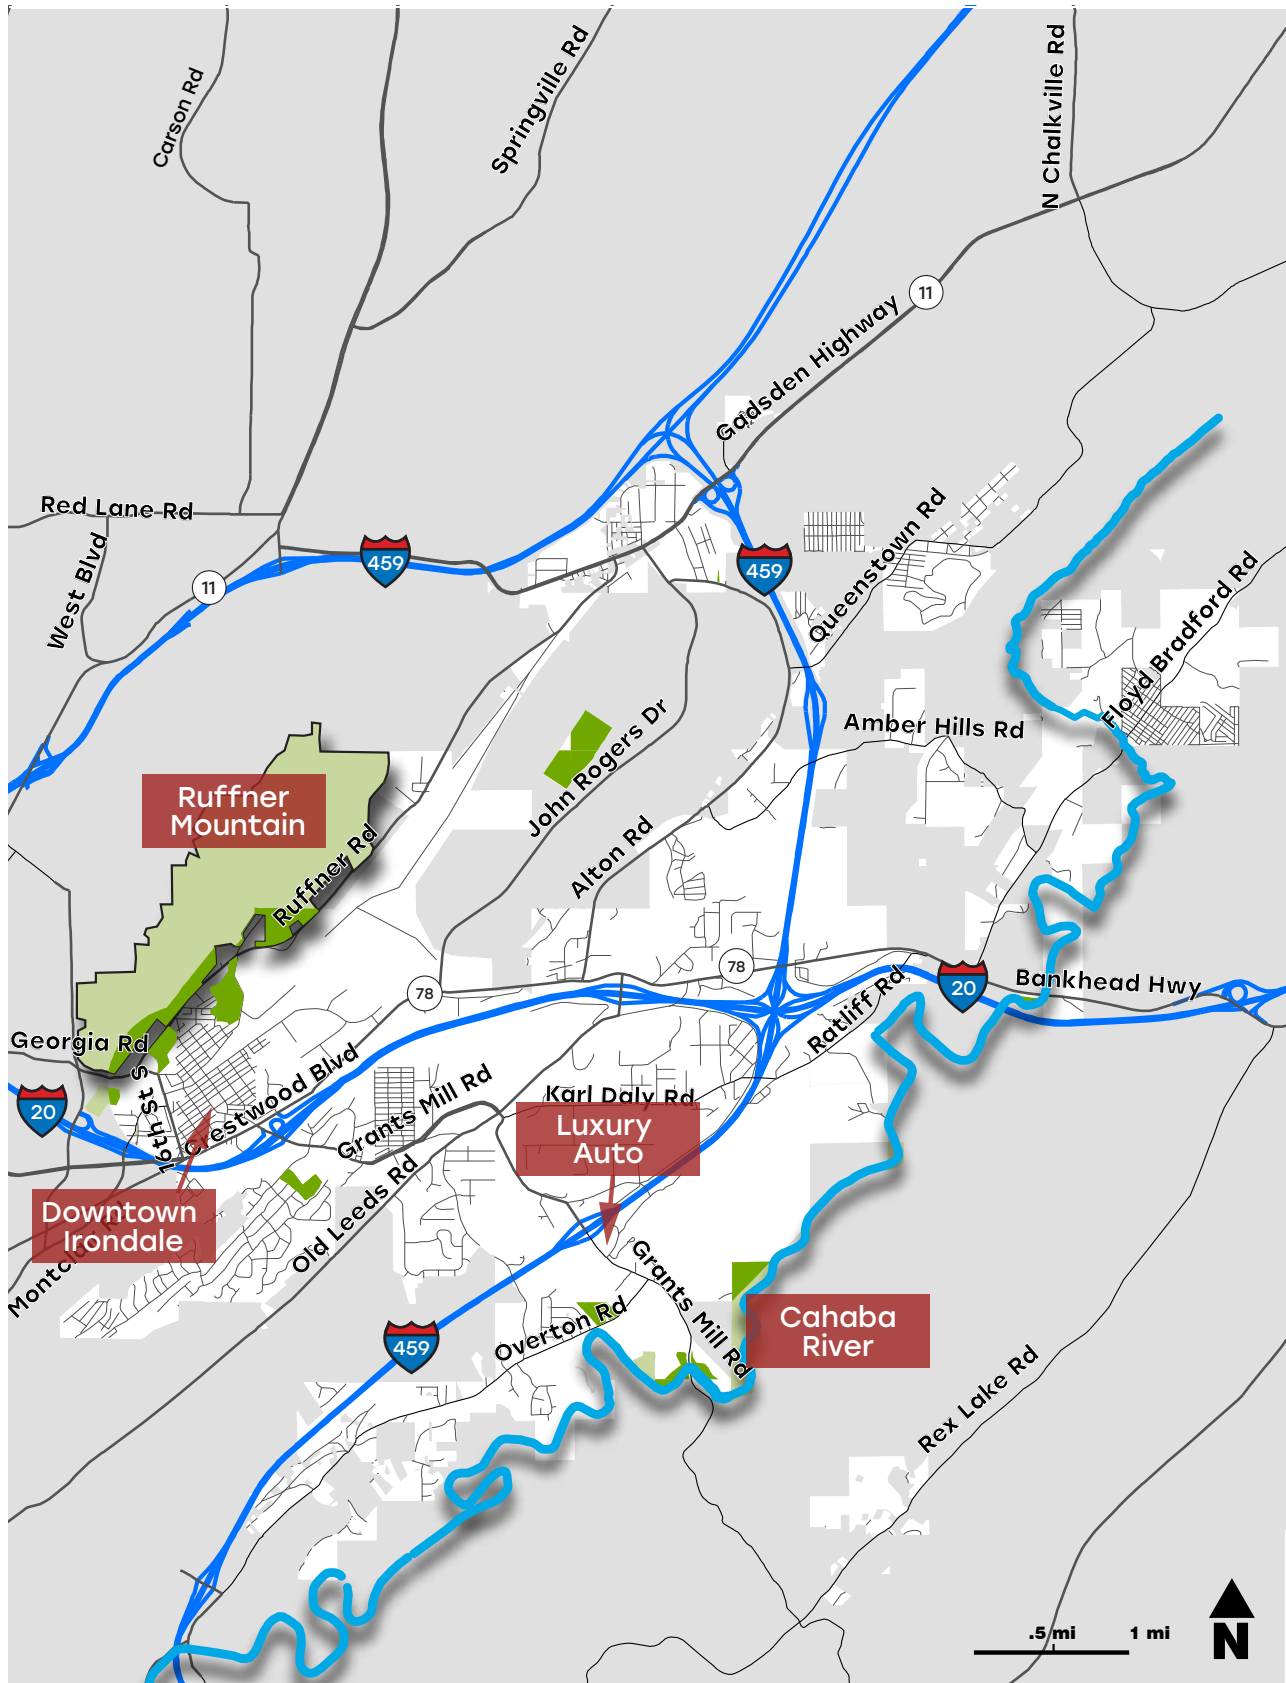 Carson Rd
Springville Rd
N Chalkville Rd
11
Gadsden Highway
Red Lane Rd
West Blvd
459
459
11
Queenstown Rd
Floyd Bradford Rd
John Rogers Dr
Amber Hills Rd
Ruffner
Mountain
Ruffner Rd
Alton Rd
78
78
20
Bankhead Hwy
Ratliff Rd
Georgia Rd
20
16th St S
Crestwood Blvd
Grants Mill Rd
Karl Daly Rd
Luxury
Auto
Old Leeds Rd
Downtown
Irondale
Grants Mill Rd
Overton Rd
459
Cahaba
River
Rex Lake Rd
.5 mi
1 mi
N